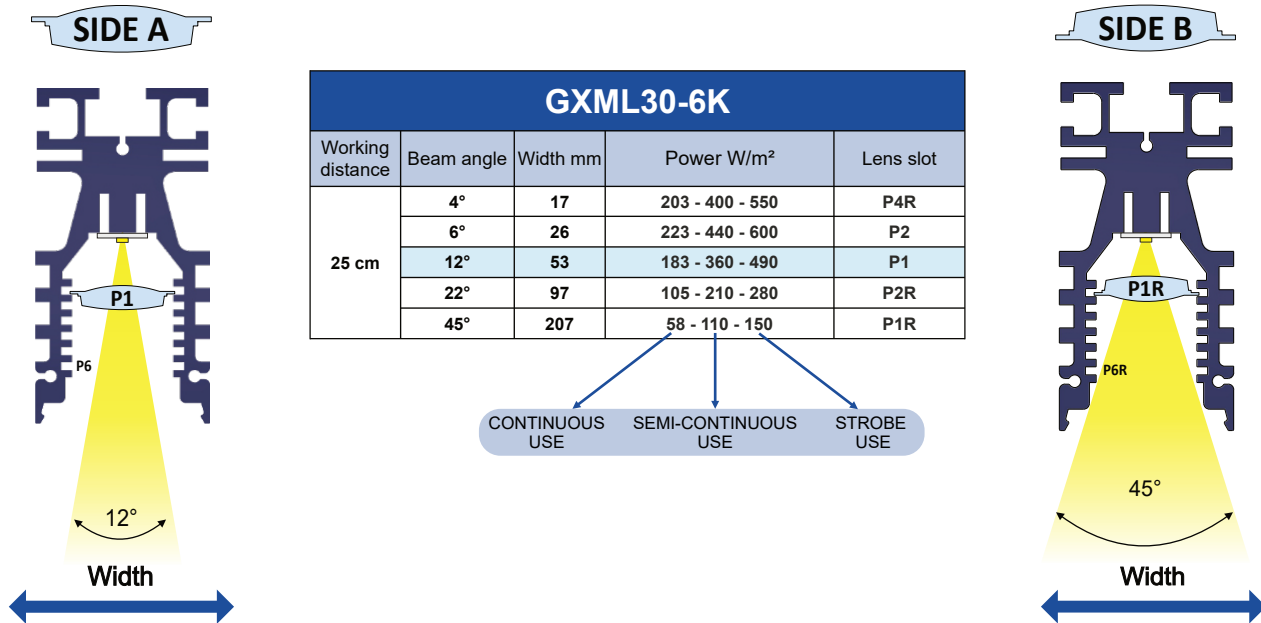 SIDE A
SIDE B
GXML30-6K
Working distance
Beam angle
Width mm
Power W/m²
Lens slot
25 cm
4° 17 203 - 400 - 550 P4R
6° 26 223 - 440 - 600 P2
12° 53 183 - 360 - 490 P1
22° 97 105 - 210 - 280 P2R
45° 207 58 - 110 - 150 P1R
CONTINUOUS
USE
SEMI-CONTINUOUS
USE
STROBE
USE
P1
P6
12°
Width
P1R
P6R
45°
Width